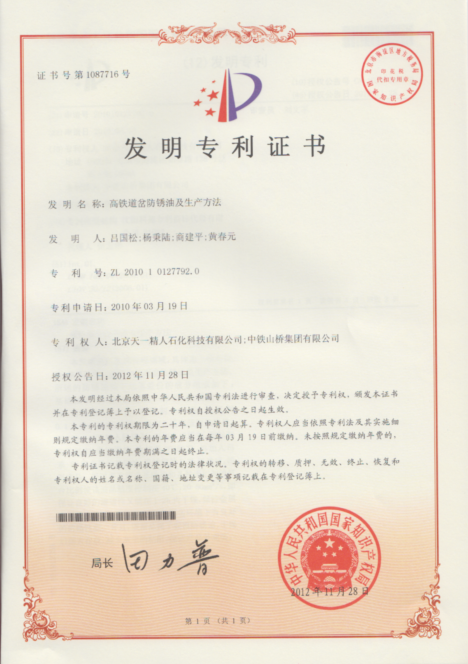 证书号第1087716号
发明专利证书
发 明 名 称：高铁道岔防锈油及生产方法
发 明 人：吕国松;杨秉陆;商建平;黄春元
专 利 号：ZL 2010 1 0127792.0
专利申请日：2010年03月19日
专 利 权 人：北京天一精人石化科技有限公司;中铁山桥集团有限公司
授权公告日：2012年11月28日
本发明经过本局依照中华人民共和国专利法进行审查，决定授予专利权，颁发本证书
并在专利登记簿上予以登记。专利权自授权公告之日起生效。
本专利的专利权期限为二十年，自申请日起算。专利权人应当依照专利法及其实施细
则规定缴纳年费。本专利的年费应当在每年03月19日前缴纳。未按照规定缴纳年费的，
专利权自应当缴纳年费期满之日起终止。
专利证书记载专利权登记时的法律状况。专利权的转移、质押、无效、终止、恢复和
专利权人的姓名或名称、国籍、地址变更等事项记载在专利登记簿上。
局长 田力普
中华人民共和国国家知识产权局
2012年11月28日
第 1 页 （共 1 页）